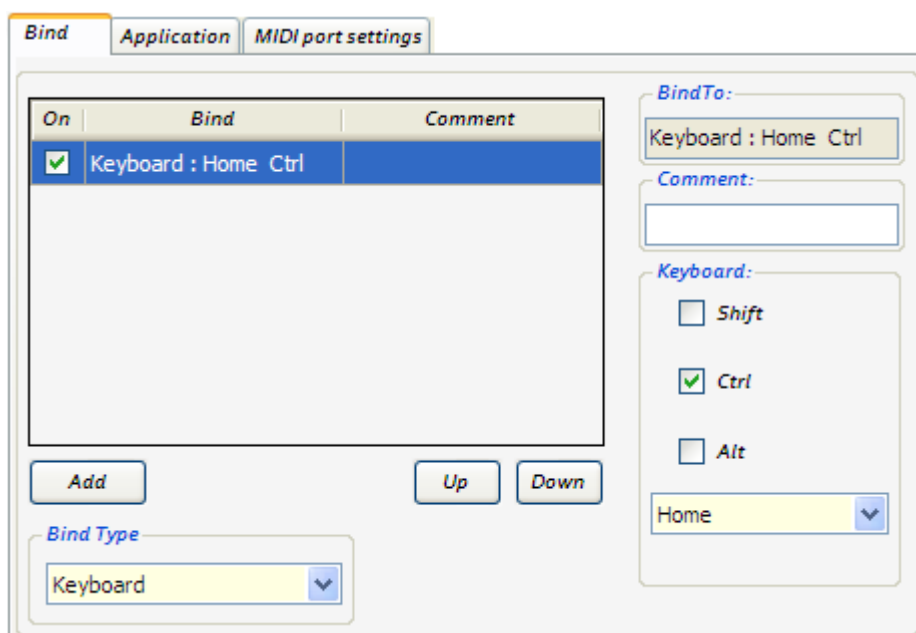 Bind Application MIDI port settings
On Bind Comment
Keyboard : Home Ctrl
Add Up Down
Bind Type
Keyboard
BindTo:
Keyboard : Home Ctrl
Comment:
Keyboard:
Shift
Ctrl
Alt
Home